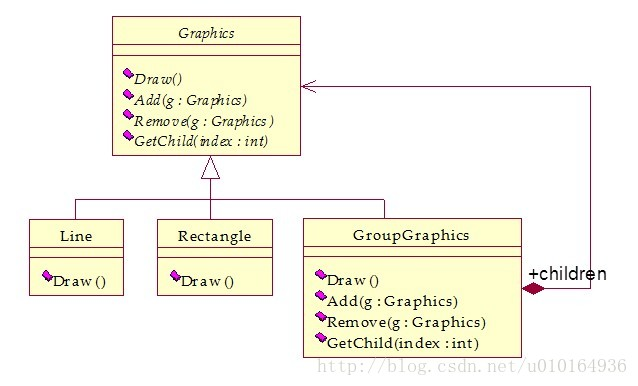 Graphics
Draw()
Add(g : Graphics)
Remove(g : Graphics)
GetChild(index : int)
Line
Draw()
Rectangle
Draw()
GroupGraphics
Draw()
Add(g : Graphics)
Remove(g : Graphics)
GetChild(index : int)
+children
http://blog.csdn.net/u010164936